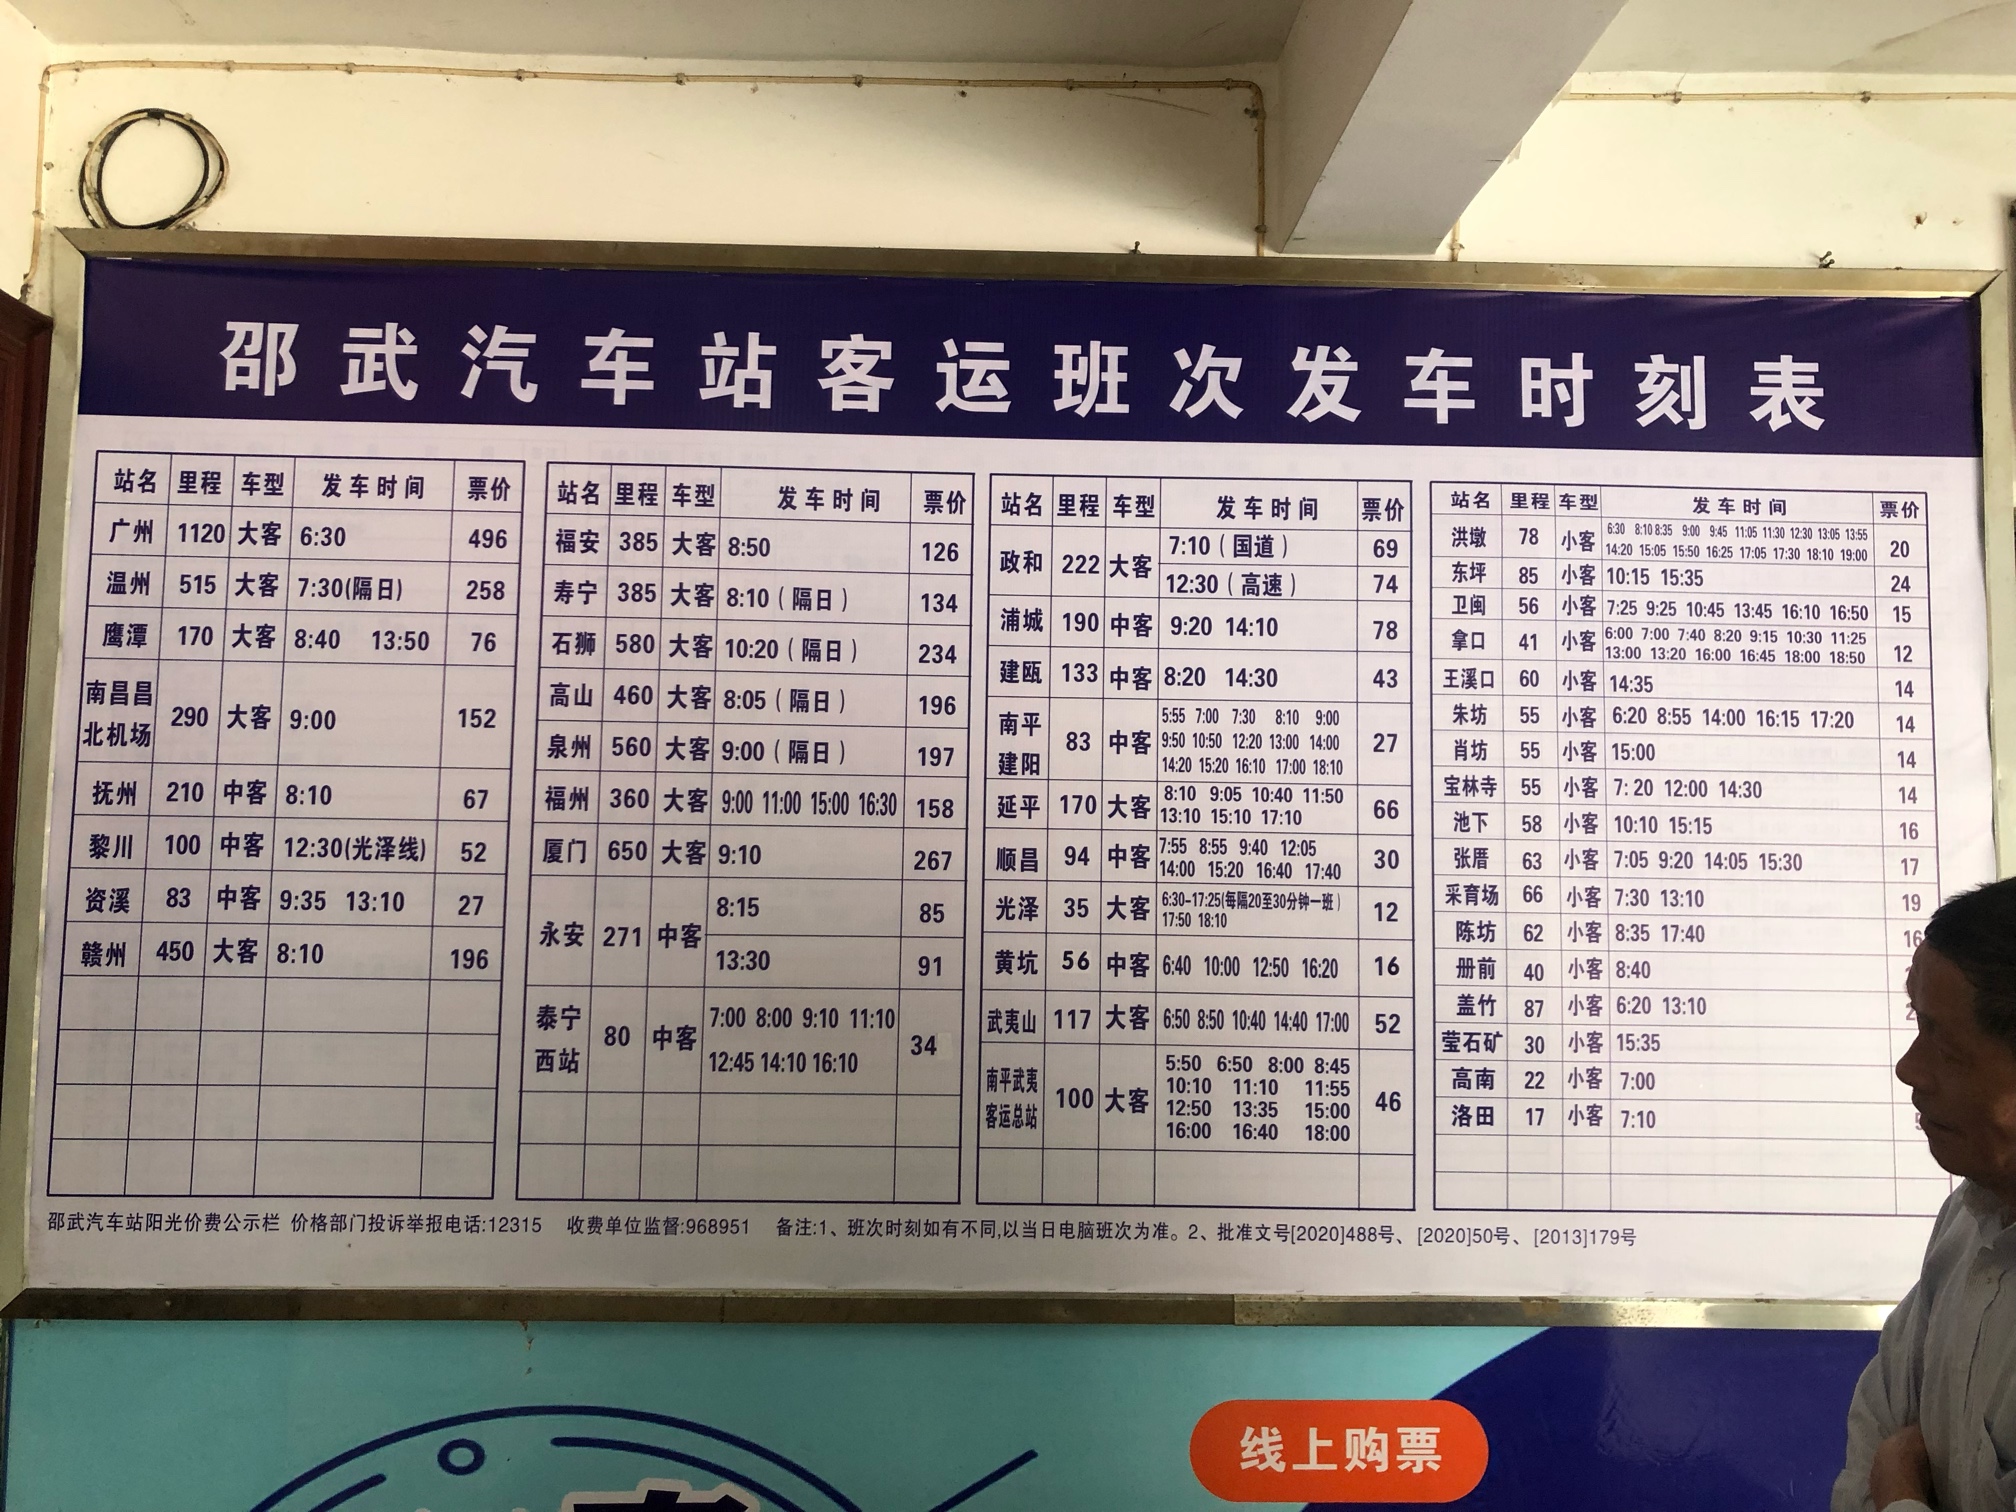 邵武汽车站客运班次发车时刻表
站名 里程 车型 发车时间 票价
广州 1120 大客 6:30 496
温州 515 大客 7:30(隔日) 258
鹰潭 170 大客 8:40 13:50 76
南昌昌
北机场 290 大客 9:00 152
抚州 210 中客 8:10 67
黎川 100 中客 12:30(光泽线) 52
资溪 83 中客 9:35 13:10 27
赣州 450 大客 8:10 196
站名 里程 车型 发车时间 票价
福安 385 大客 8:50 126
寿宁 385 大客 8:10(隔日) 134
石狮 580 大客 10:20(隔日) 234
高山 460 大客 8:05(隔日) 196
泉州 560 大客 9:00(隔日) 197
福州 360 大客 9:00 11:00 15:00 16:30 158
厦门 650 大客 9:10 267
永安 271 中客 8:15 85
13:30 91
泰宁
西站 80 中客 7:00 8:00 9:10 11:10
12:45 14:10 16:10 34
站名 里程 车型 发车时间 票价
政和 222 大客 7:10(国道) 69
12:30(高速) 74
浦城 190 中客 9:20 14:10 78
建瓯 133 中客 8:20 14:30 43
南平
建阳 83 中客 5:55 7:00 7:30 8:10 9:00
9:50 10:50 12:20 13:00 14:00
14:20 15:20 16:10 17:00 18:10 27
延平 170 大客 8:10 9:05 10:40 11:50
13:10 15:10 17:10 66
顺昌 94 中客 7:55 8:55 9:40 12:05
14:00 15:20 16:40 17:40 30
光泽 35 大客 6:30-17:25(每隔20至30分钟一班)
17:50 18:10 12
黄坑 56 中客 6:40 10:00 12:50 16:20 16
武夷山 117 大客 6:50 8:50 10:40 14:40 17:00 52
南平武夷
客运总站 100 大客 5:50 6:50 8:00 8:45
10:10 11:10 11:55
12:50 13:35 15:00
16:00 16:40 18:00 46
站名 里程 车型 发车时间 票价
洪墩 78 小客 6:30 8:10 8:35 9:00 9:45 11:05 11:30 12:30 13:05 13:55
14:20 15:05 15:50 16:25 17:05 17:30 18:10 19:00 20
东坪 85 小客 10:15 15:35 24
卫闽 56 小客 7:25 9:25 10:45 13:45 16:10 16:50 15
拿口 41 小客 6:00 7:00 7:40 8:20 9:15 10:30 11:25
13:00 13:20 16:00 16:45 18:00 18:50 12
王溪口 60 小客 14:35 14
朱坊 55 小客 6:20 8:55 14:00 16:15 17:20 14
肖坊 55 小客 15:00 14
宝林寺 55 小客 7:20 12:00 14:30 14
池下 58 小客 10:10 15:15 16
张厝 63 小客 7:05 9:20 14:05 15:30 17
采育场 66 小客 7:30 13:10 19
陈坊 62 小客 8:35 17:40 16
册前 40 小客 8:40
盖竹 87 小客 6:20 13:10
莹石矿 30 小客 15:35
高南 22 小客 7:00
洛田 17 小客 7:10
邵武汽车站阳光价费公示栏 价格部门投诉举报电话:12315 收费单位监督:968951 备注:1、班次时刻如有不同,以当日电脑班次为准。2、批准文号[2020]488号、[2020]50号、[2013]179号
线上购票